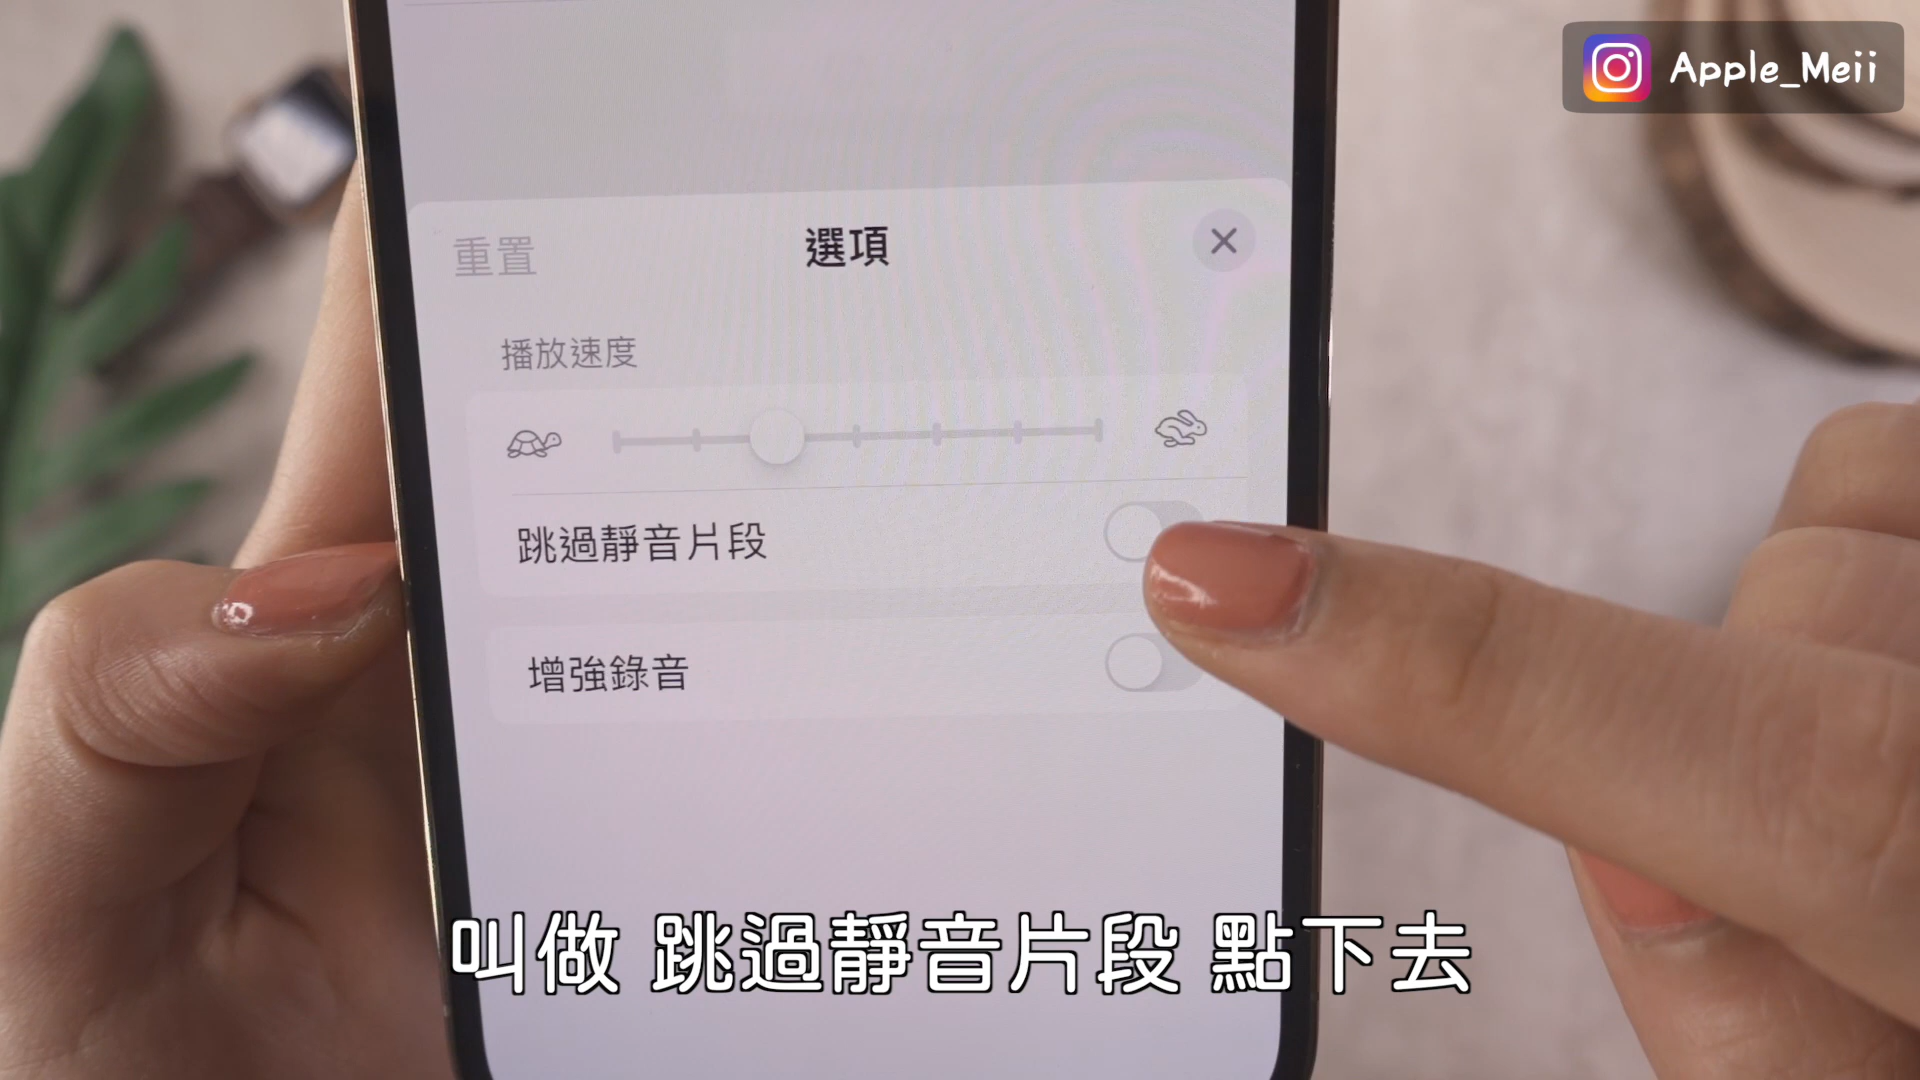 Apple_Meii
重置
選項
播放速度
跳過靜音片段
增強錄音
叫做 跳過靜音片段 點下去